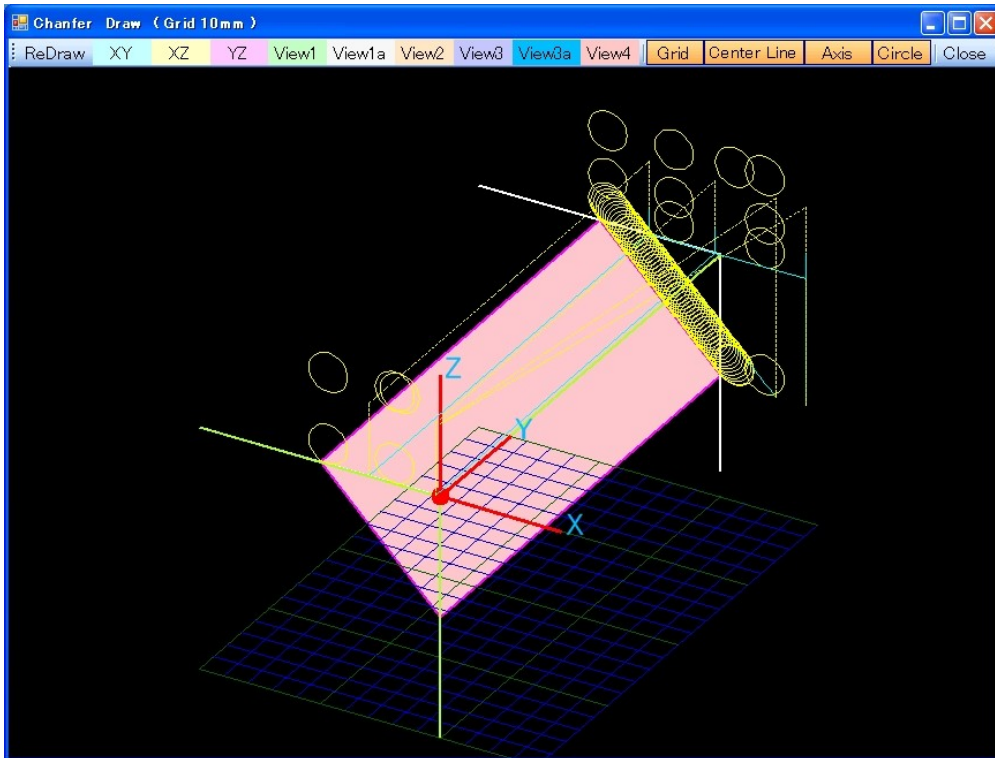 Chanfer Draw ( Grid 10mm )
ReDraw XY XZ YZ View1 View1a View2 View3 View3a View4 Grid Center Line Axis Circle Close
Z
Y
X